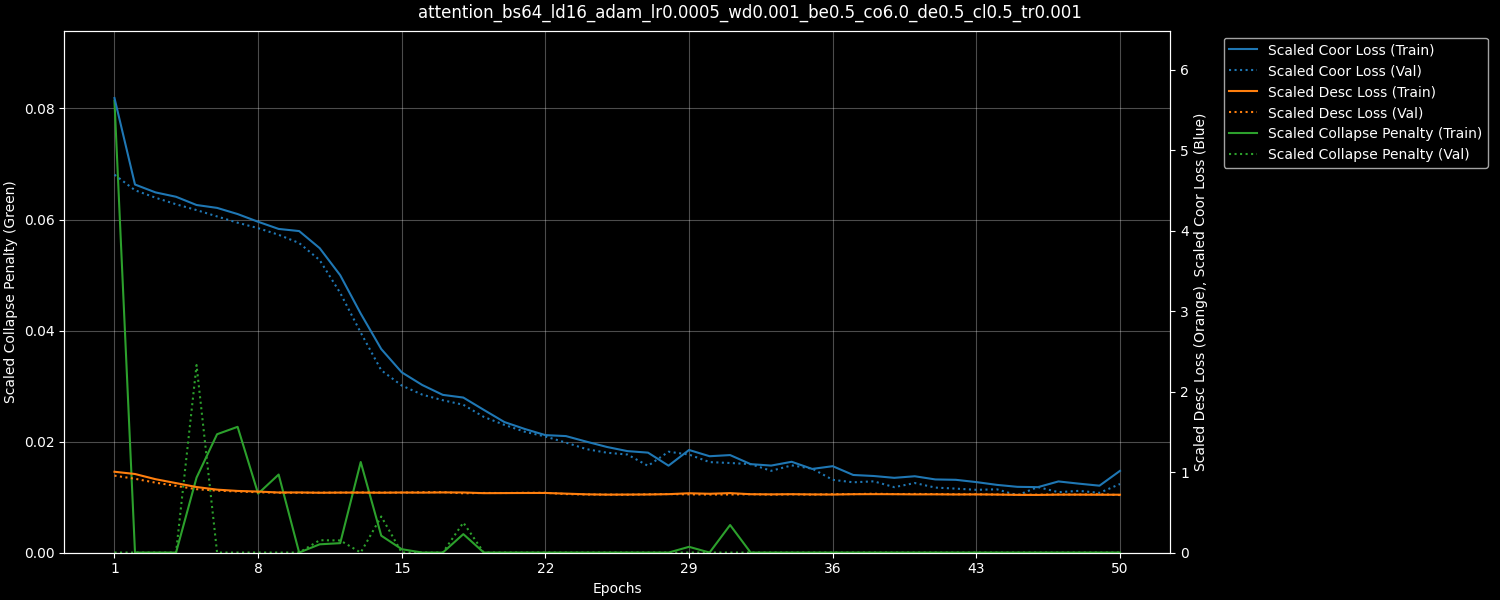 attention_bs64_ld16_adam_lr0.0005_wd0.001_be0.5_co6.0_de0.5_cl0.5_tr0.001
Scaled Collapse Penalty (Green)
0.08
0.06
0.04
0.02
0.00
1
8
15
22
29
36
43
50
Epochs
6
5
4
3
2
1
0
Scaled Desc Loss (Orange), Scaled Coor Loss (Blue)
Scaled Coor Loss (Train)
Scaled Coor Loss (Val)
Scaled Desc Loss (Train)
Scaled Desc Loss (Val)
Scaled Collapse Penalty (Train)
Scaled Collapse Penalty (Val)